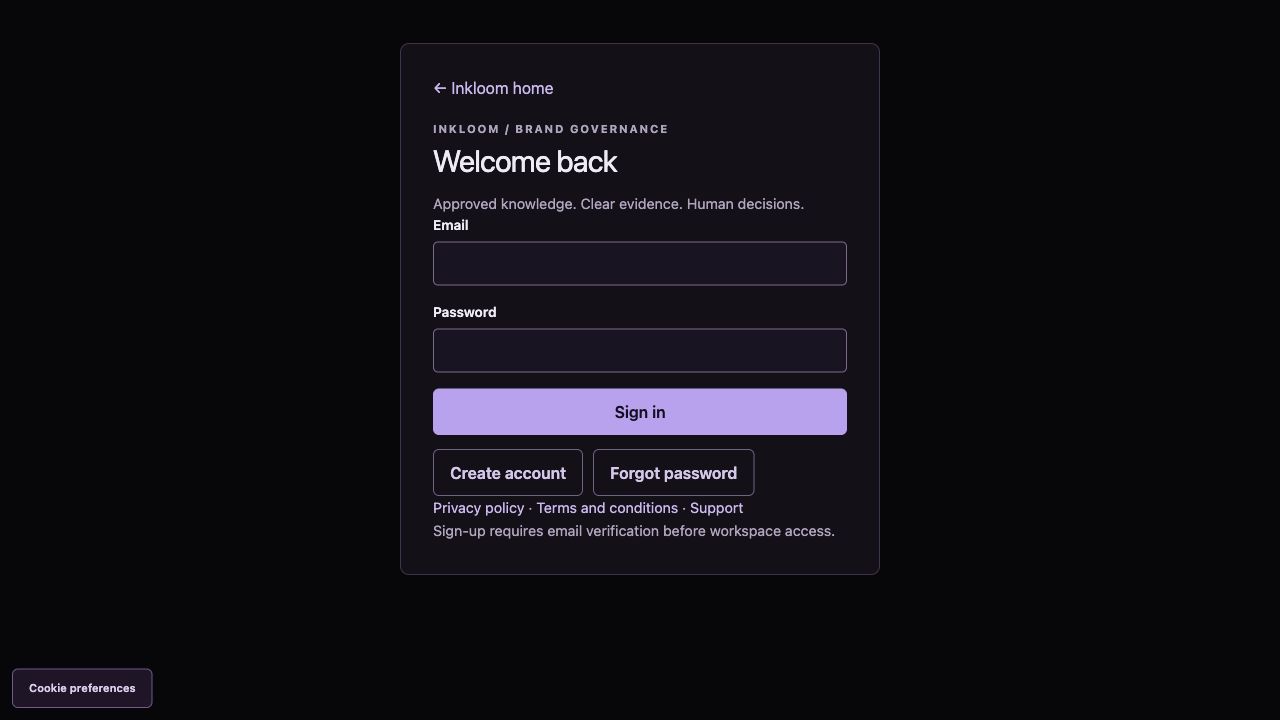 ← Inkloom home
INKLOOM / BRAND GOVERNANCE
Welcome back
Approved knowledge. Clear evidence. Human decisions.
Email
Password
Sign in
Create account
Forgot password
Privacy policy · Terms and conditions · Support
Sign-up requires email verification before workspace access.
Cookie preferences